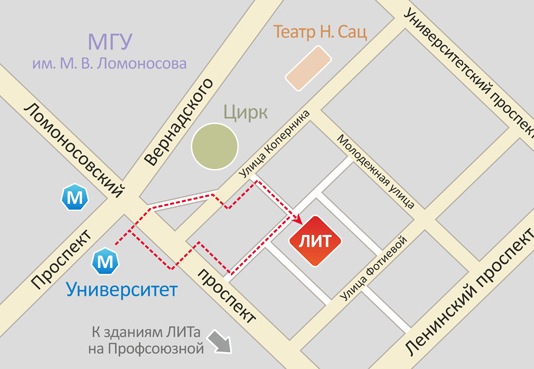 МГУ
им. М. В. Ломоносова
Театр Н. Сац
Университетский проспект
Ломоносовский
Вернадского
Цирк
Улица Коперника
Молодежная улица
М
Проспект
М
Университет
проспект
ЛИТ
Улица Фотиевой
Ленинский проспект
К зданиям ЛИТа
на Профсоюзной